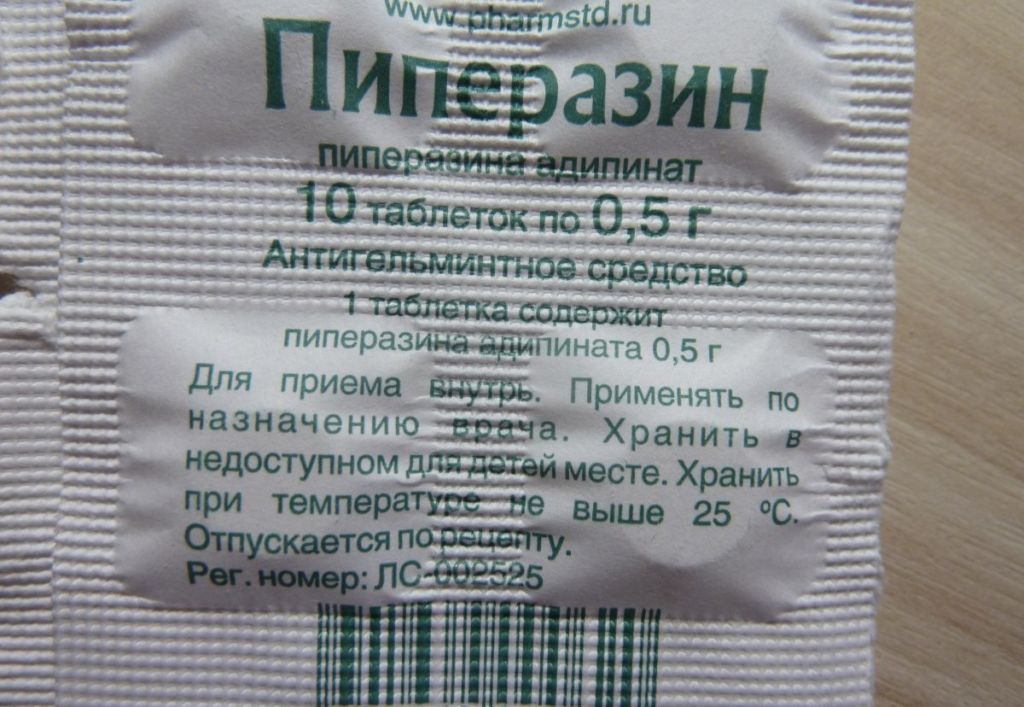 www.pharmstd.ru
Пиперазин
пиперазина адипинат
10 таблеток по 0,5 г
Антигельминтное средство
1 таблетка содержит
пиперазина адипината 0,5 г
Для приема внутрь. Применять по
назначению врача. Хранить в
недоступном для детей месте. Хранить
при температуре не выше 25 ºС.
Отпускается по рецепту.
Рег. номер: ЛС-002525